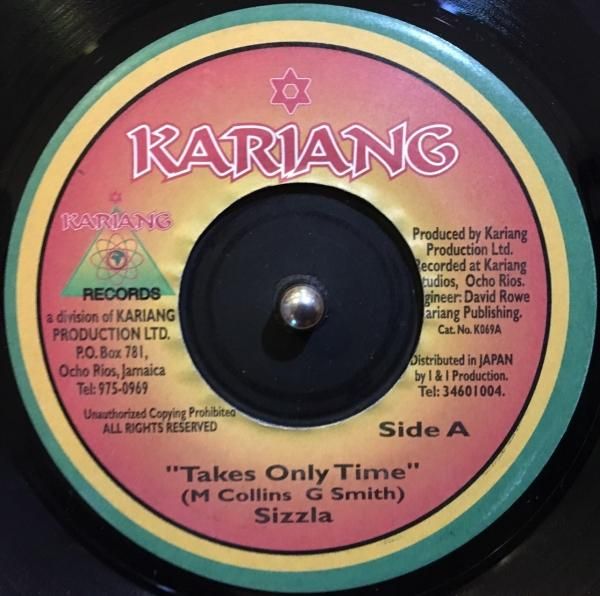 KARIANG
KARIANG
RECORDS
a division of KARIANG
PRODUCTION LTD.
P.O. Box 781,
Ocho Rios, Jamaica
Tel: 975-0969
Unauthorized Copying Prohibited
ALL RIGHTS RESERVED
Produced by Kariang
Production Ltd.
Recorded at Kariang
Studios, Ocho Rios.
Engineer: David Rowe
Kariang Publishing.
Cat. No. K069A
Distributed in JAPAN
by I & I Production.
Tel: 34601004.
Side A
"Takes Only Time"
(M Collins G Smith)
Sizzla